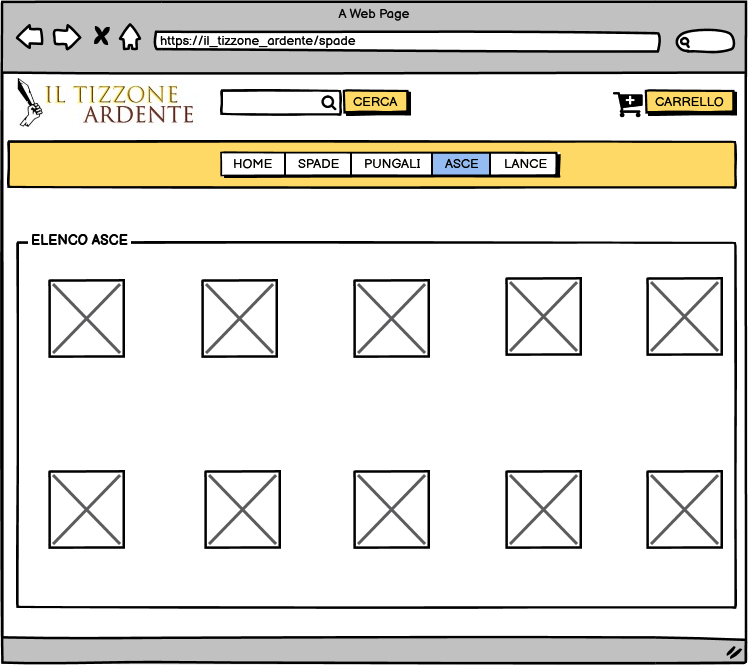 A Web Page
https://il_tizzone_ardente/spade
IL TIZZONE
ARDENTE
CERCA
CARRELLO
HOME SPADE PUNGALI ASCE LANCE
ELENCO ASCE